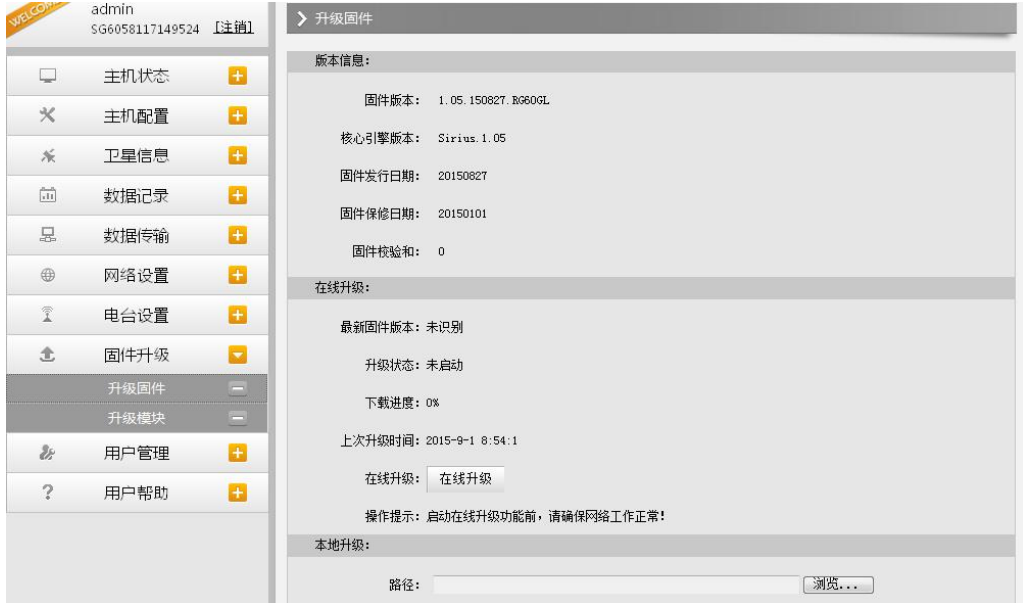 WELCOME
admin
SG6058117149524 [注销]
主机状态
主机配置
卫星信息
数据记录
数据传输
网络设置
电台设置
固件升级
升级固件
升级模块
用户管理
用户帮助
升级固件
版本信息:
固件版本: 1.05.150827.RG60GL
核心引擎版本: Sirius.1.05
固件发行日期: 20150827
固件保修日期: 20150101
固件校验和: 0
在线升级:
最新固件版本: 未识别
升级状态: 未启动
下载进度: 0%
上次升级时间: 2015-9-1 8:54:1
在线升级: 在线升级
操作提示: 启动在线升级功能前,请确保网络工作正常!
本地升级:
路径: 浏览...